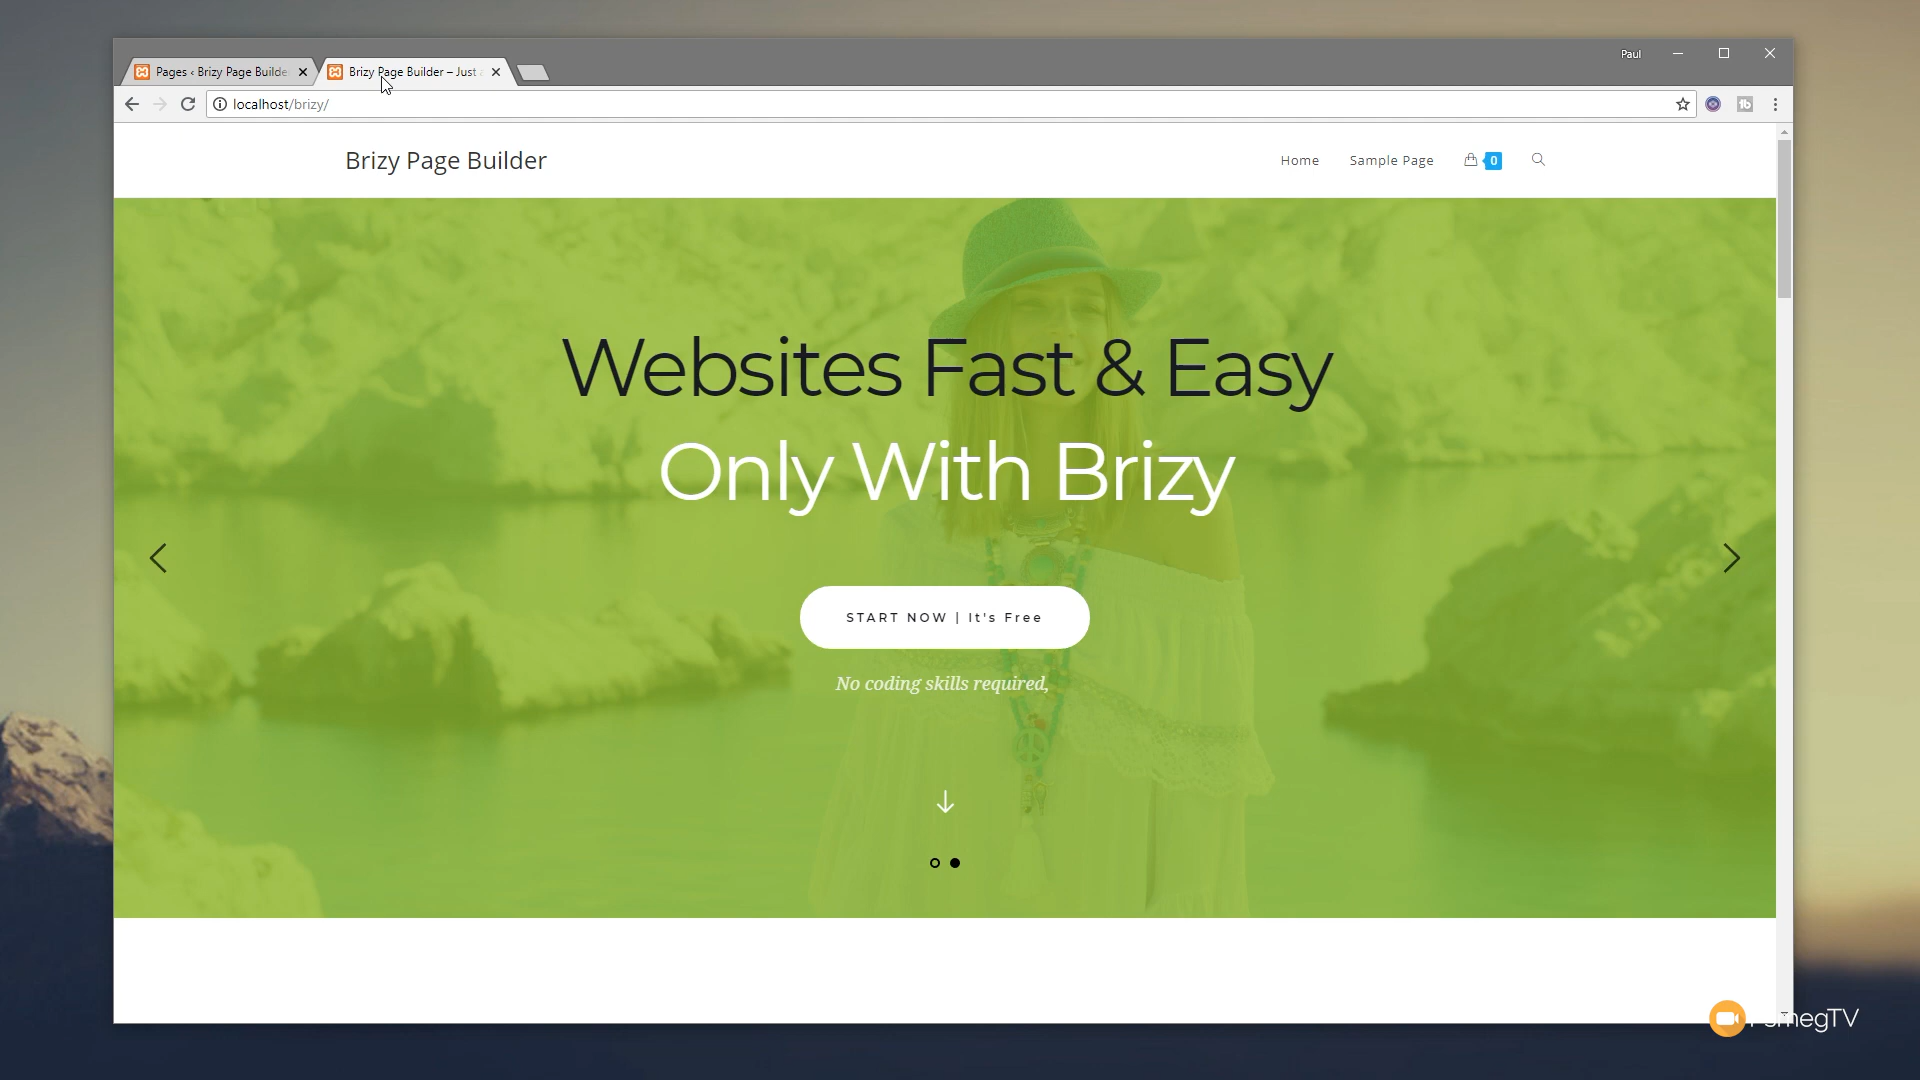 Paul
Pages ‹ Brizy Page Builde
Brizy Page Builder – Just
localhost/brizy/
Brizy Page Builder
Home
Sample Page
0
Websites Fast & Easy
Only With Brizy
START NOW | It's Free
No coding skills required,